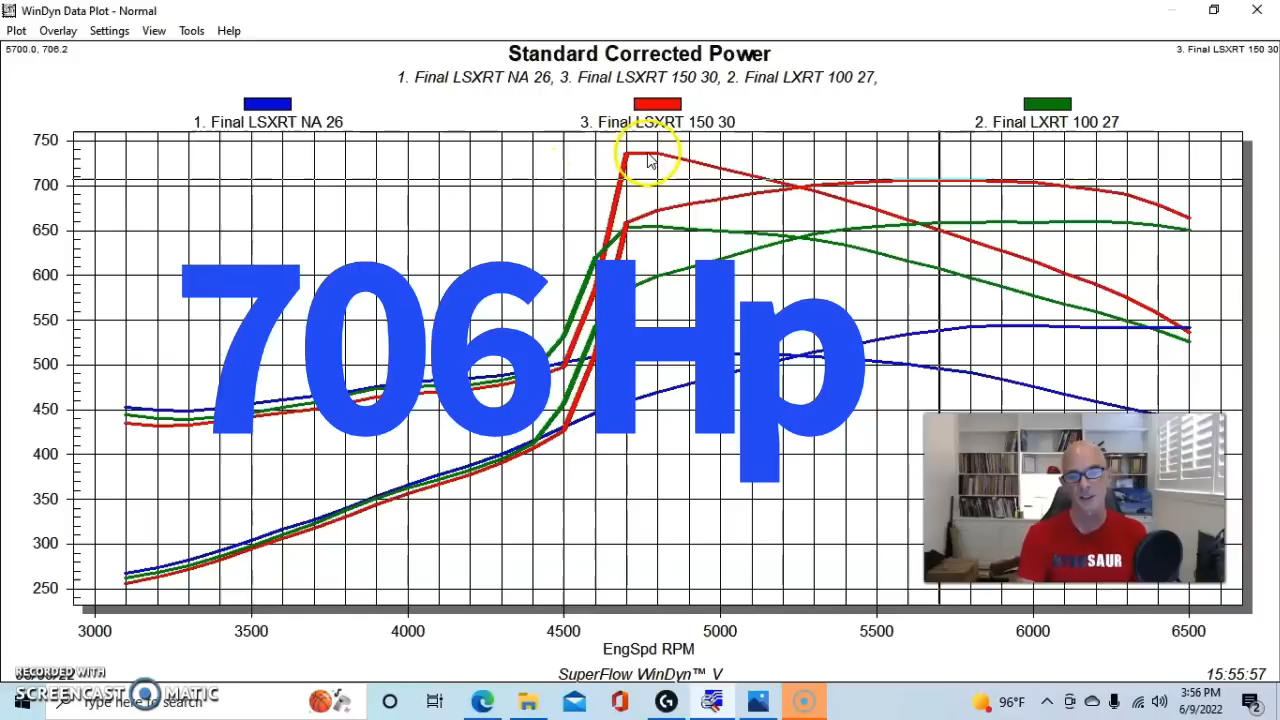 WinDyn Data Plot - Normal
Plot Overlay Settings View Tools Help
5700.0, 706.2
3. Final LSXRT 150 30
Standard Corrected Power
1. Final LSXRT NA 26, 3. Final LSXRT 150 30, 2. Final LXRT 100 27,
1. Final LSXRT NA 26
3. Final LSXRT 150 30
2. Final LXRT 100 27
750
700
650
600
550
500
450
400
350
300
250
706 Hp
SAUR
3000 3500 4000 4500 5000 5500 6000 6500
EngSpd RPM
SuperFlow WinDyn™ V
15:55:57
RECORDED WITH
SCREENCAST MATIC
Type here to search
96°F
3:56 PM
6/9/2022
2